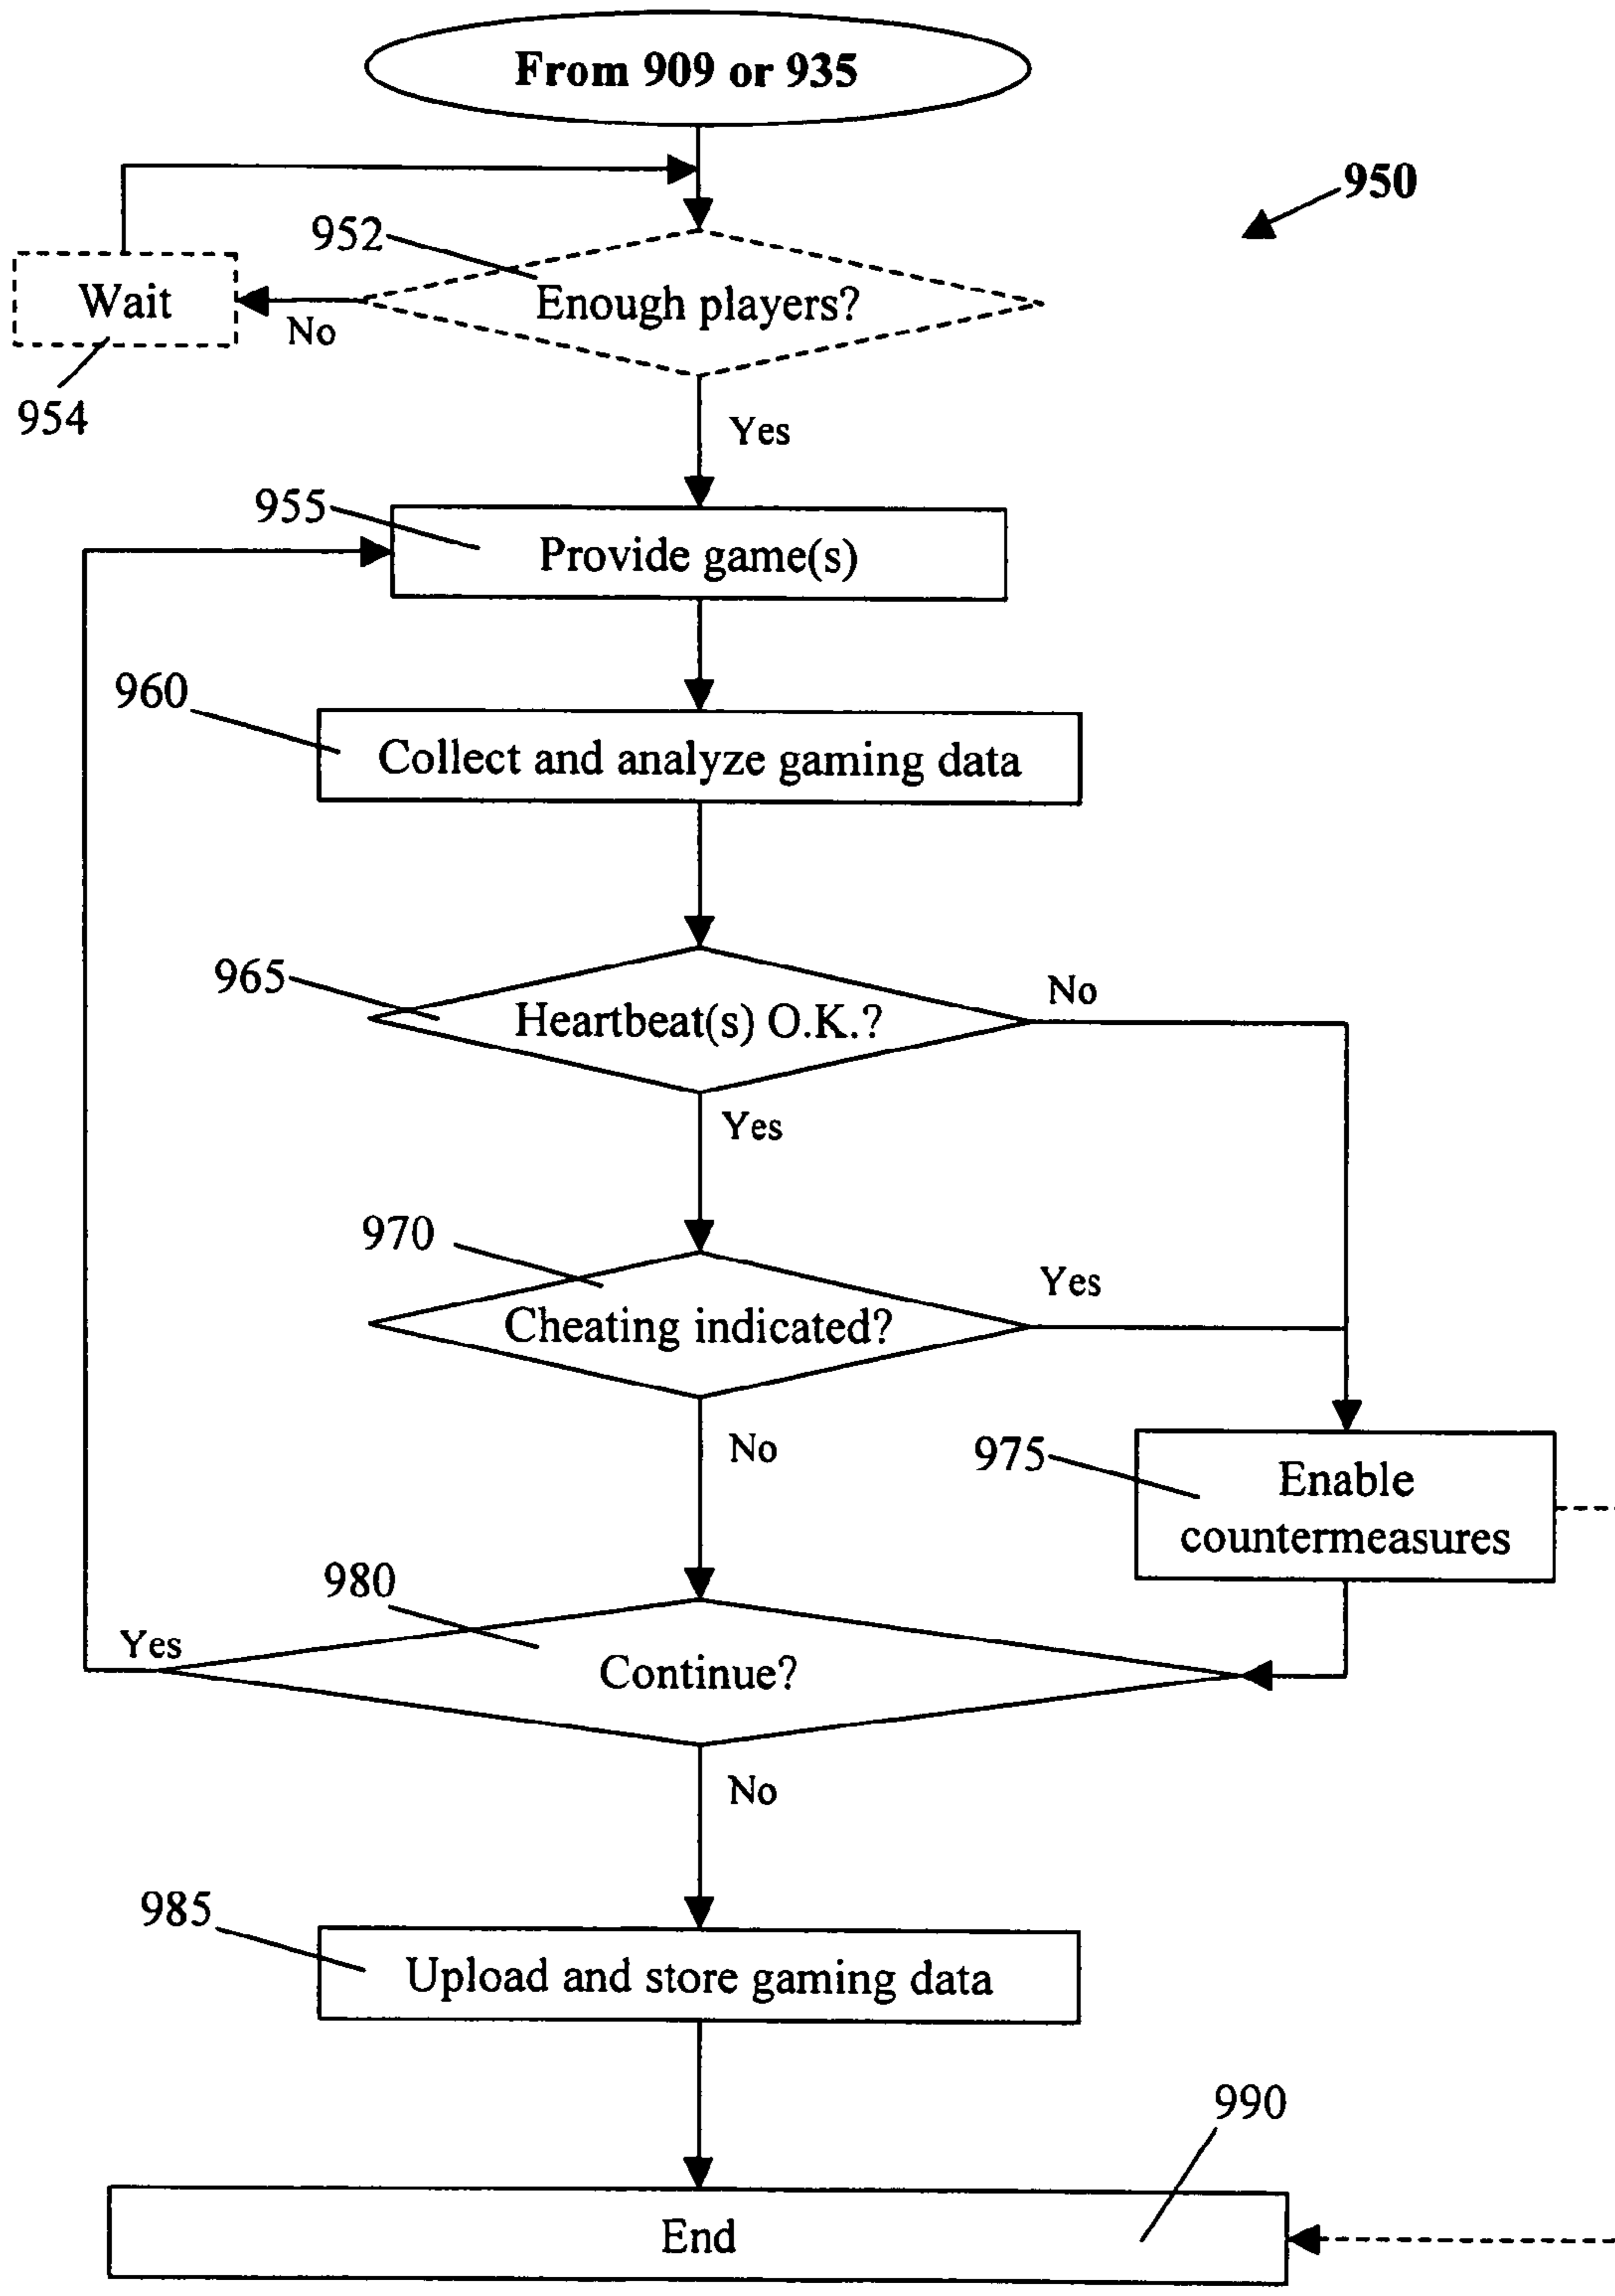 From 909 or 935
950
952
Enough players?
Wait
No
954
Yes
955
Provide game(s)
960
Collect and analyze gaming data
965
Heartbeat(s) O.K.?
No
Yes
970
Cheating indicated?
Yes
No
975
Enable
countermeasures
980
Yes
Continue?
No
985
Upload and store gaming data
990
End